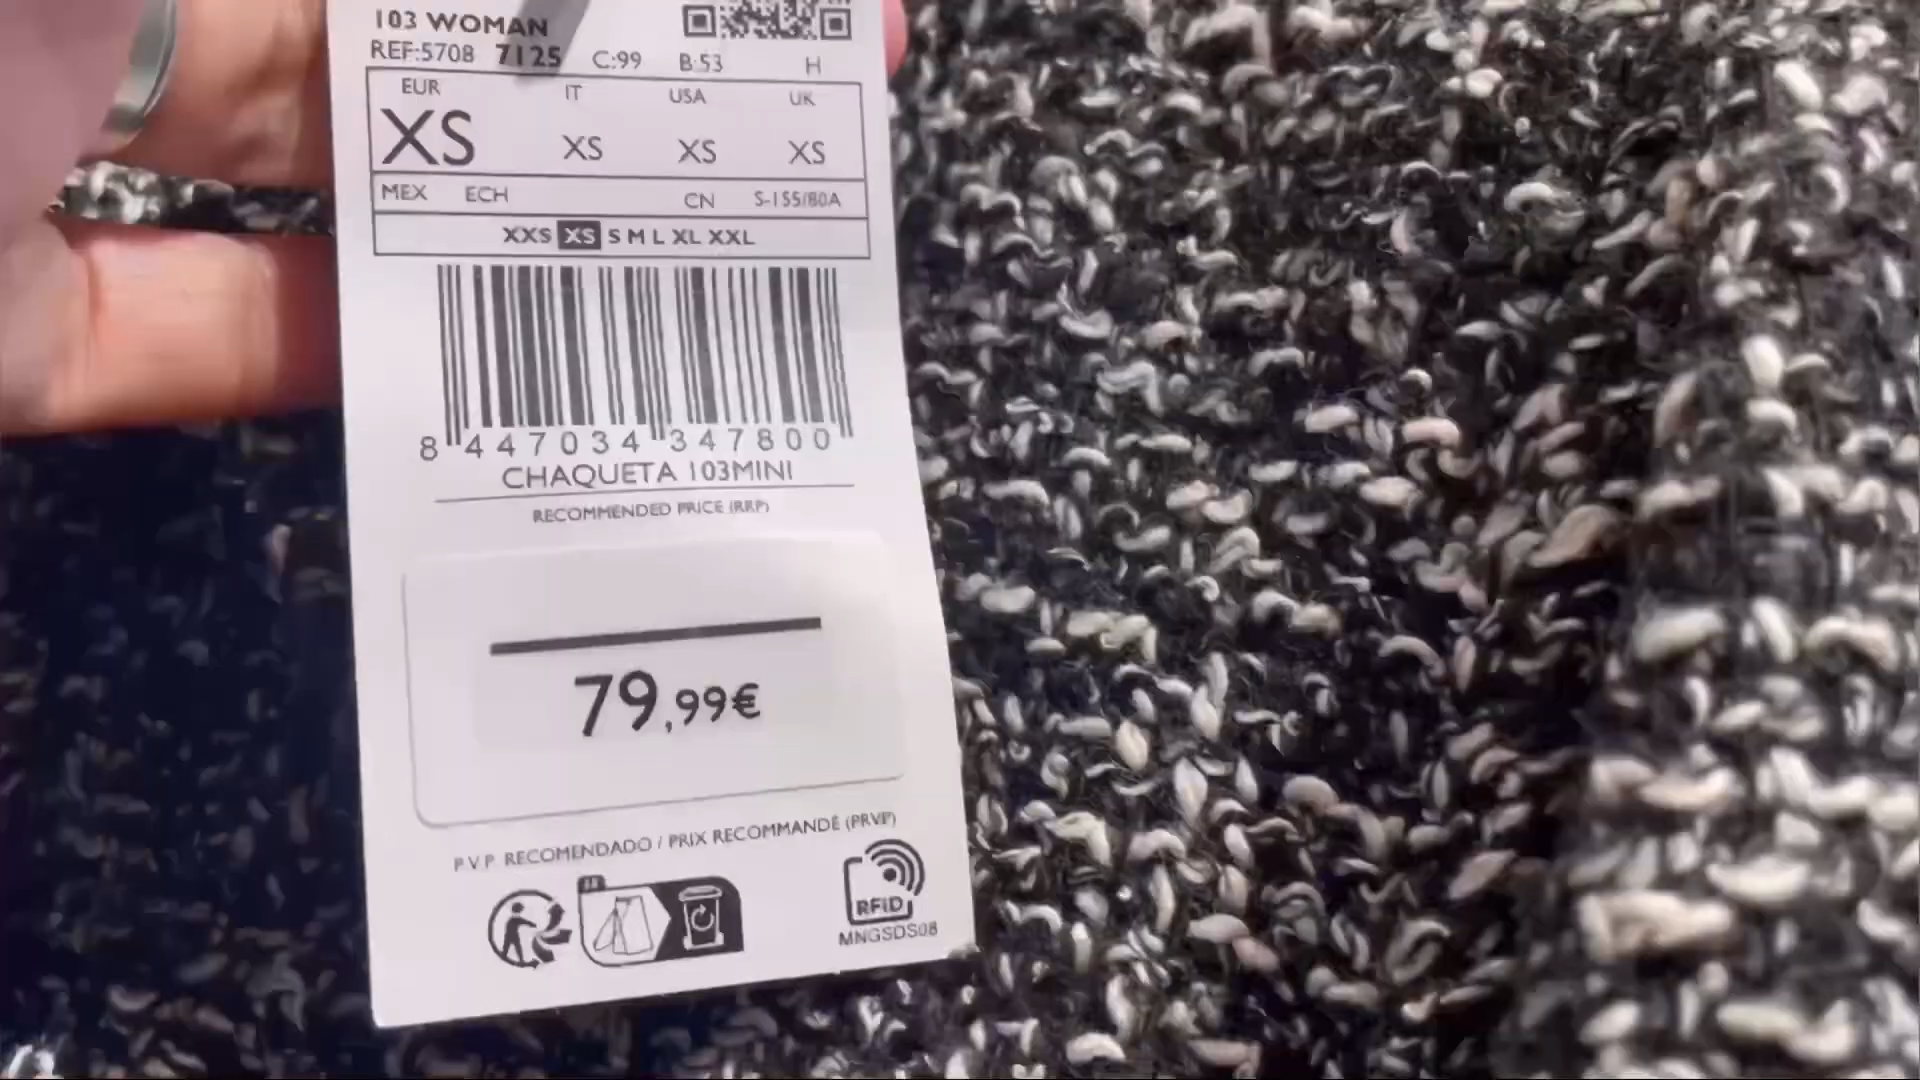 103 WOMAN
REF:5708 7125 C:99 B:53 H
EUR IT USA UK
XS XS XS XS
MEX ECH CN S-155/80A
XXS XS S M L XL XXL
8 447034 347800
CHAQUETA 103MINI
RECOMMENDED PRICE (RRP)
79,99€
P.V.P RECOMENDADO / PRIX RECOMMANDÉ (PRVP)
RFID
MNGSDS08